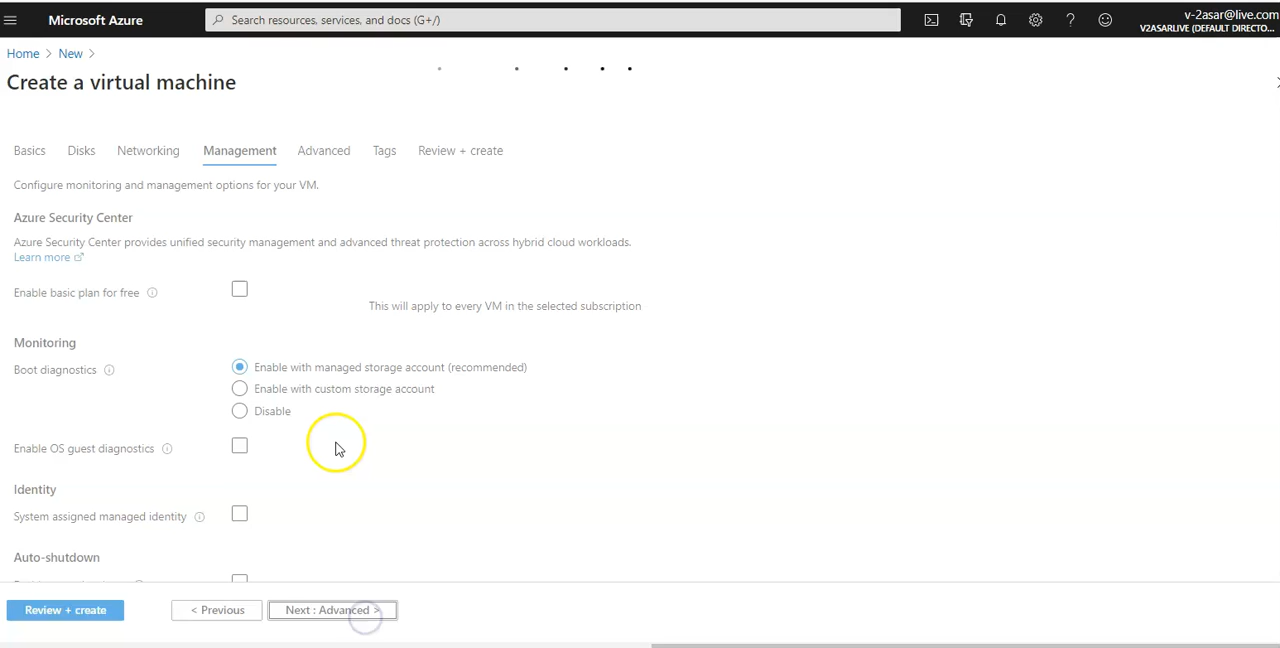 Microsoft Azure
Search resources, services, and docs (G+/)
v-2asar@live.com
V2ASARLIVE (DEFAULT DIRECTO...
Home > New >
Create a virtual machine
Basics Disks Networking Management Advanced Tags Review + create
Configure monitoring and management options for your VM.
Azure Security Center
Azure Security Center provides unified security management and advanced threat protection across hybrid cloud workloads.
Learn more
Enable basic plan for free
This will apply to every VM in the selected subscription
Monitoring
Boot diagnostics
Enable with managed storage account (recommended)
Enable with custom storage account
Disable
Enable OS guest diagnostics
Identity
System assigned managed identity
Auto-shutdown
Review + create
< Previous
Next : Advanced >